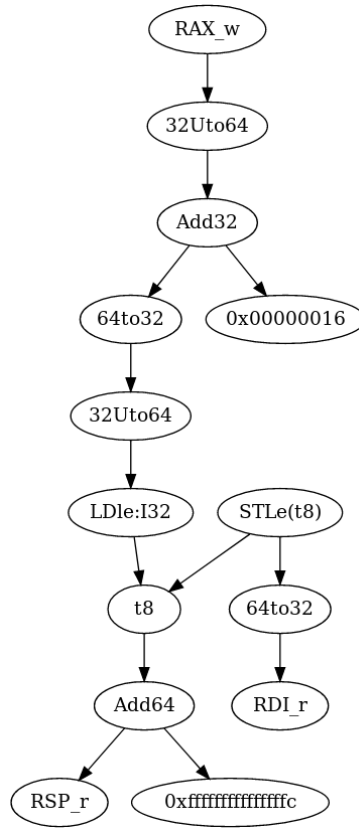 RAX_w
32Uto64
Add32
64to32
0x00000016
32Uto64
LDle:I32
STLe(t8)
t8
64to32
Add64
RDI_r
RSP_r
0xfffffffffffffffc